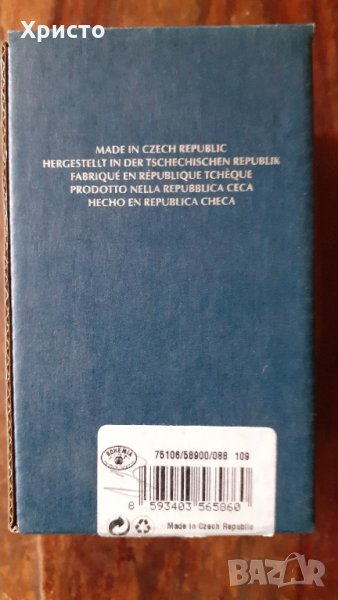 Христо
MADE IN CZECH REPUBLIC
HERGESTELLT IN DER TSCHECHISCHEN REPUBLIK
FABRIQUÉ EN RÉPUBLIQUE TCHÈQUE
PRODOTTO NELLA REPUBBLICA CECA
HECHO EN REPUBLICA CHECA
BOHEMIA
75106/58900/088 109
8 593403 565860
Made in Czech Republic
BAZAR